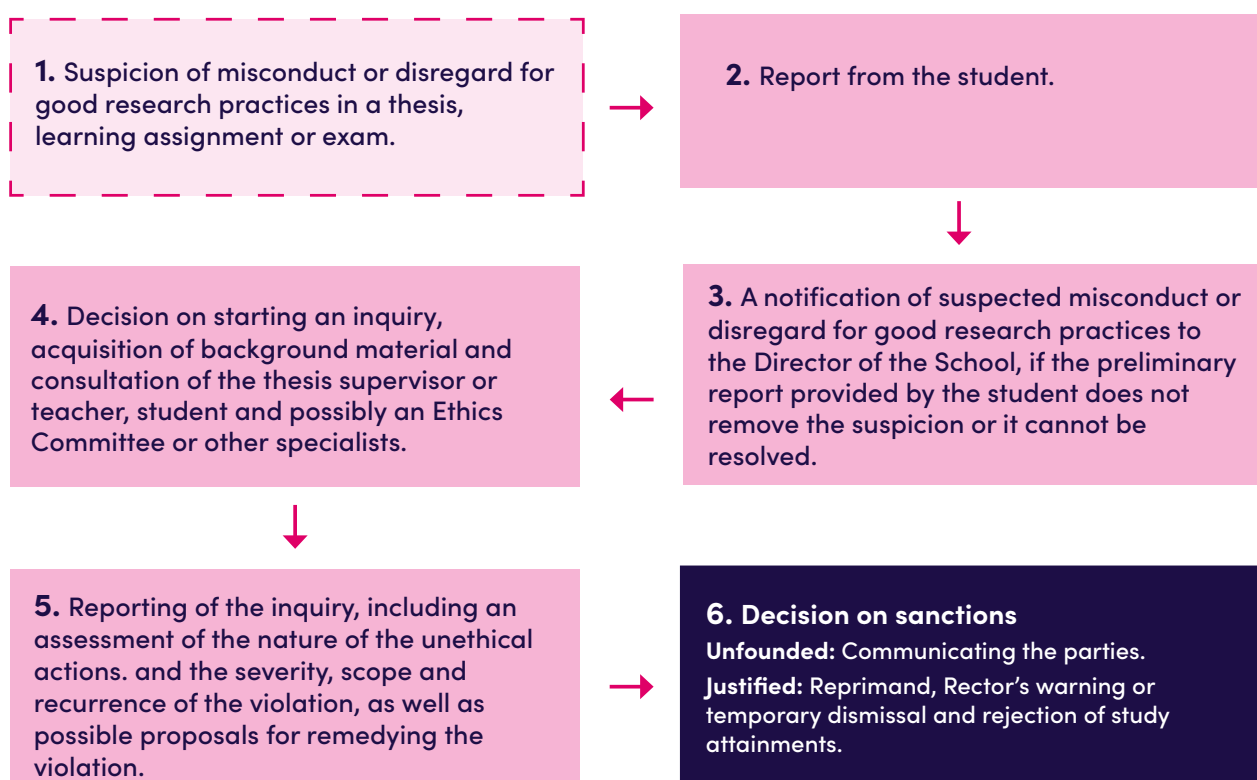 1. Suspicion of misconduct or disregard for
good research practices in a thesis,
learning assignment or exam.
2. Report from the student.
3. A notification of suspected misconduct or
disregard for good research practices to
the Director of the School, if the preliminary
report provided by the student does not
remove the suspicion or it cannot be
resolved.
4. Decision on starting an inquiry,
acquisition of background material and
consultation of the thesis supervisor or
teacher, student and possibly an Ethics
Committee or other specialists.
5. Reporting of the inquiry, including an
assessment of the nature of the unethical
actions. and the severity, scope and
recurrence of the violation, as well as
possible proposals for remedying the
violation.
6. Decision on sanctions
Unfounded: Communicating the parties.
Justified: Reprimand, Rector’s warning or
temporary dismissal and rejection of study
attainments.